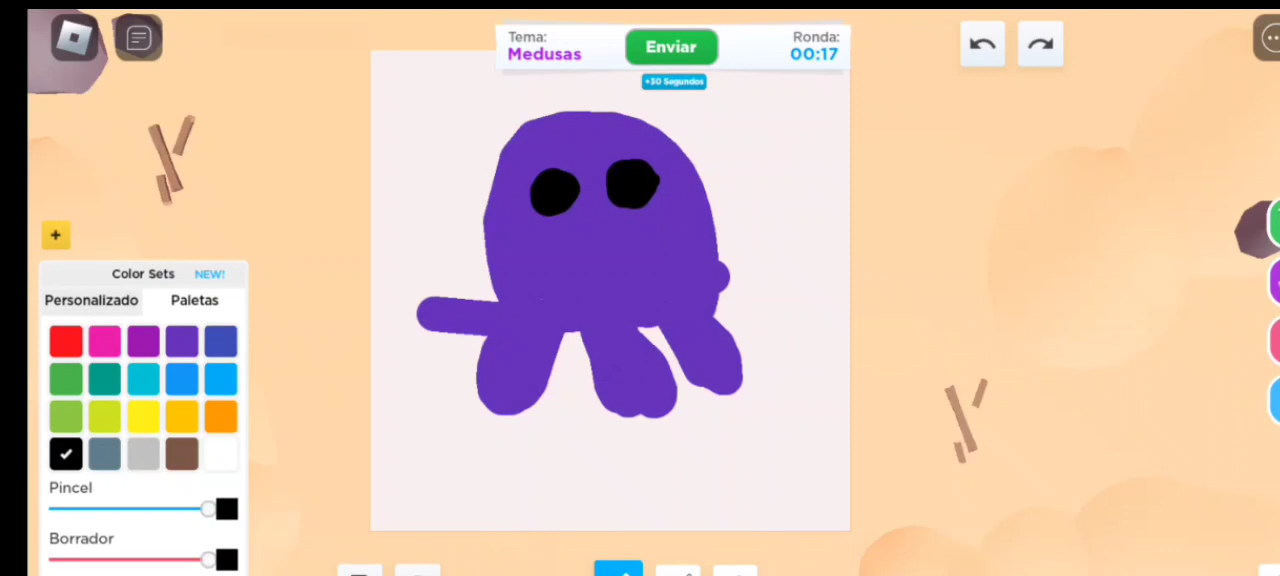 Tema:
Medusas
Enviar
Ronda:
00:17
+30 Segundos
+
Color Sets NEW!
Personalizado Paletas
Pincel
Borrador